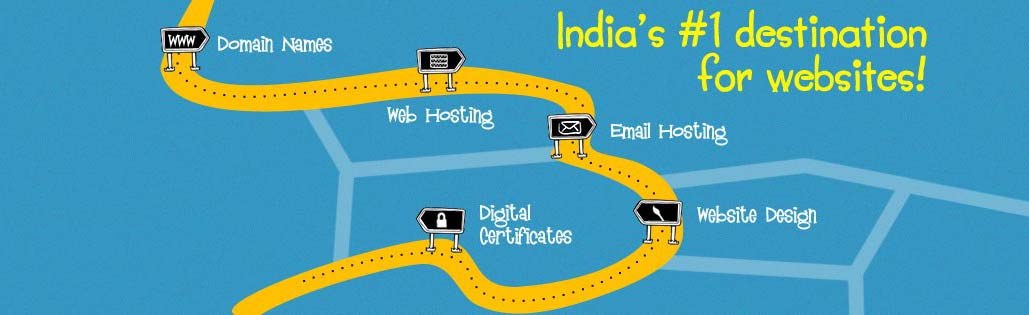 India's #1 destination
for websites!
WWW
Domain Names
Web Hosting
Email Hosting
Website Design
Digital
Certificates